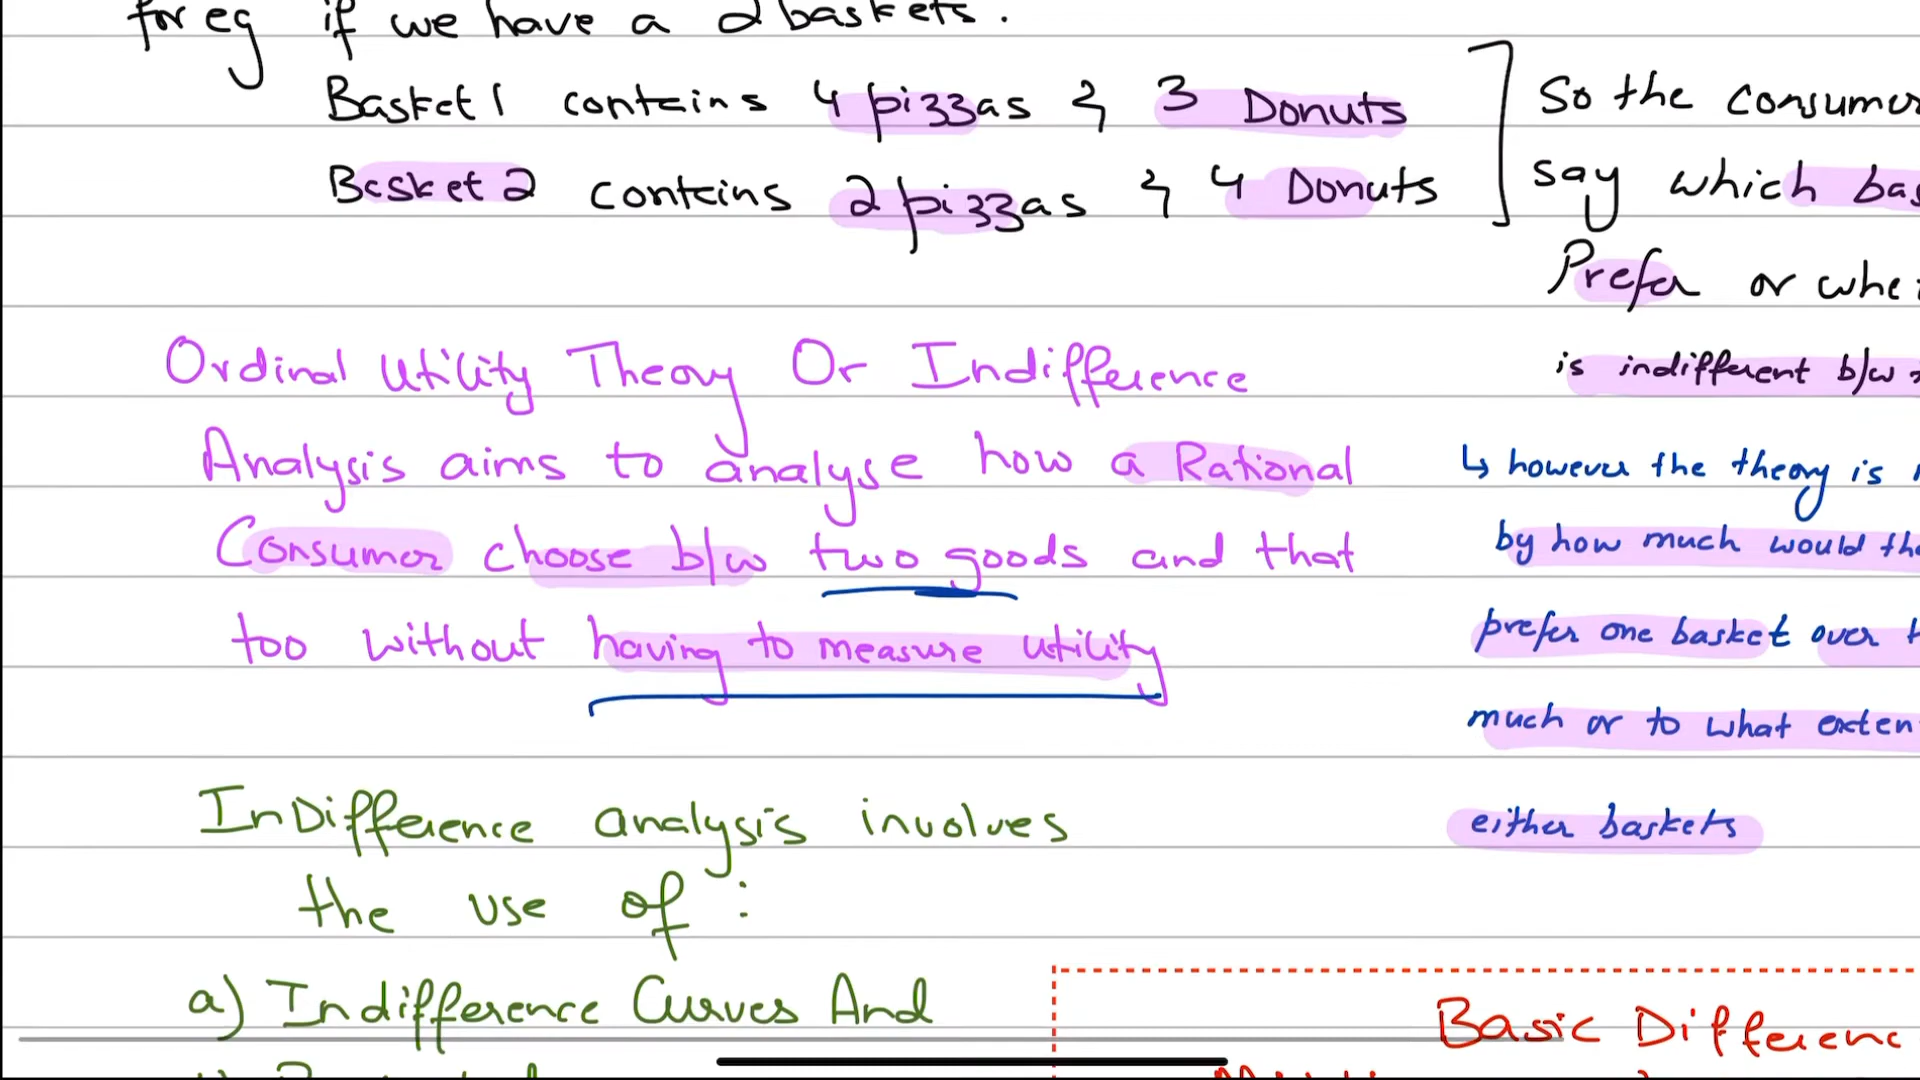 for eg if we have a 2 baskets.
Basket 1 contains 4 pizzas & 3 Donuts
Basket 2 contains 2 pizzas & 4 Donuts
So the consumer
say which bas
Prefer or whe
is indifferent b/w
↳ however the theory is
by how much would the
prefer one basket over t
much or to what exten
either baskets
Ordinal Utility Theory Or Indifference
Analysis aims to analyse how a Rational
Consumer choose b/w two goods and that
too without having to measure utility
InDifference analysis involves
the use of :
a) Indifference Curves And
Basic Differenc